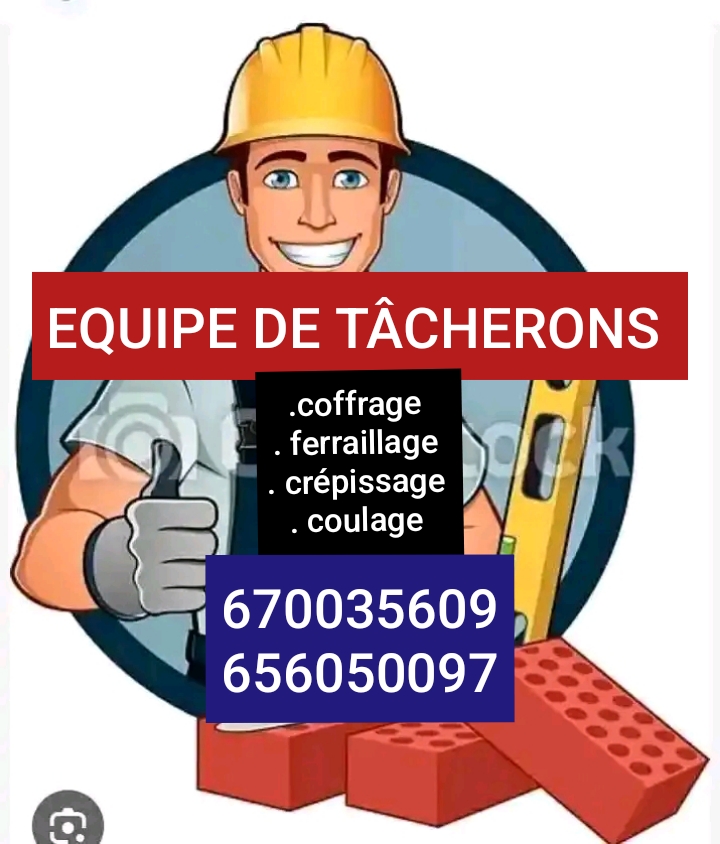 EQUIPE DE TÂCHERONS
.coffrage
. ferraillage
. crépissage
. coulage
670035609
656050097